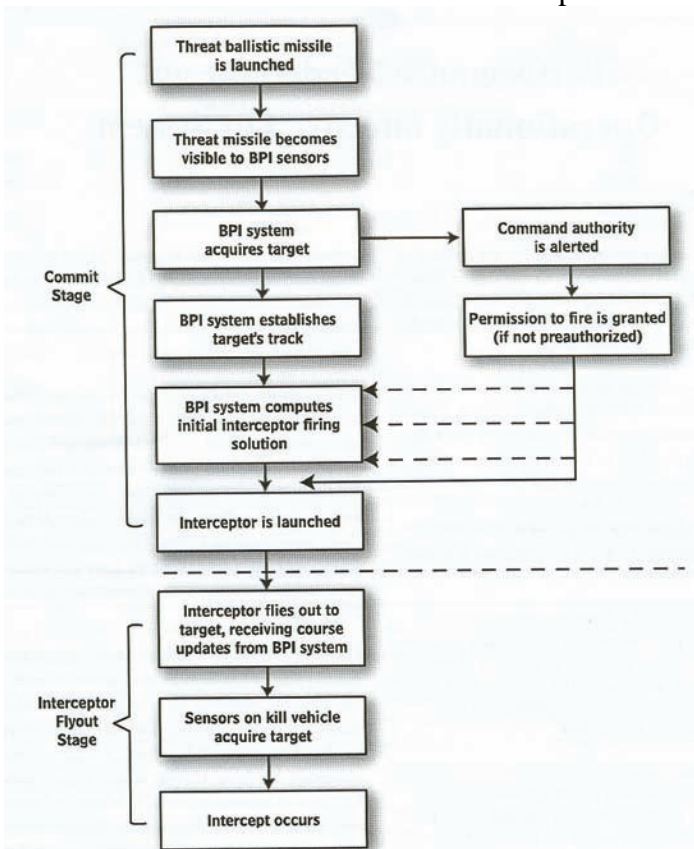 Threat ballistic missile
is launched
Threat missile becomes
visible to BPI sensors
BPI system
acquires target
Command authority
is alerted
Commit
Stage
BPI system establishes
target's track
Permission to fire is granted
(if not preauthorized)
BPI system computes
initial interceptor firing
solution
Interceptor is launched
Interceptor flies out to
target, receiving course
updates from BPI system
Interceptor
Flyout
Stage
Sensors on kill vehicle
acquire target
Intercept occurs